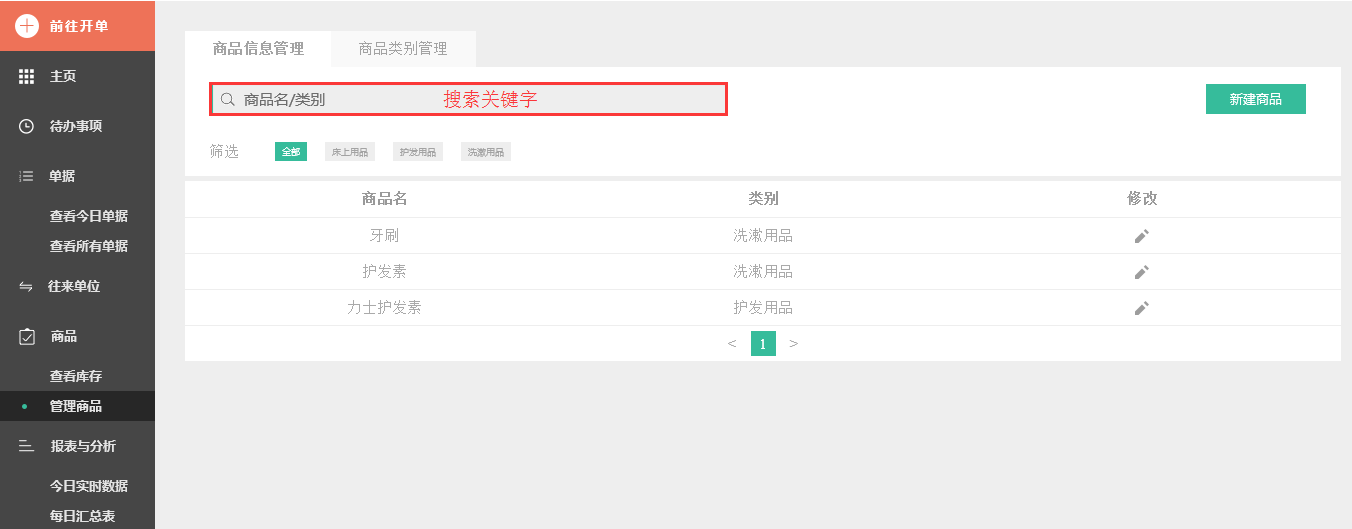 前往开单
主页
待办事项
单据
查看今日单据
查看所有单据
往来单位
商品
查看库存
管理商品
报表与分析
今日实时数据
每日汇总表
商品信息管理 商品类别管理
商品名/类别 搜索关键字 新建商品
筛选 全部 床上用品 护发用品 洗漱用品
商品名 类别 修改
牙刷 洗漱用品
护发素 洗漱用品
力士护发素 护发用品
< 1 >